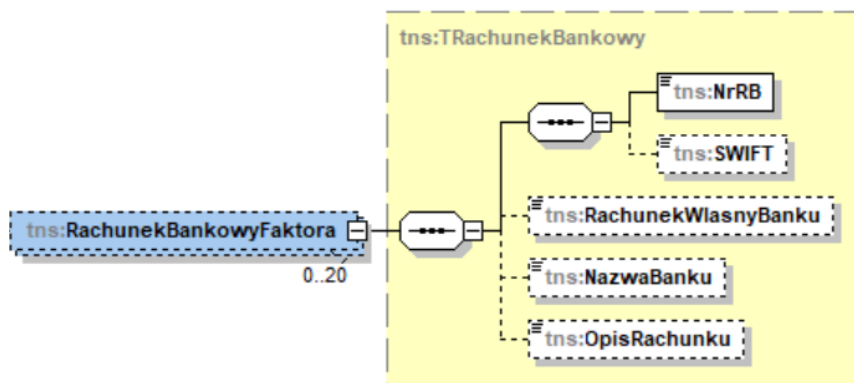 tns:TRachunekBankowy
tns:NrRB
tns:SWIFT
tns:RachunekWlasnyBanku
tns:RachunekBankowyFaktora
0..20
tns:NazwaBanku
tns:OpisRachunku